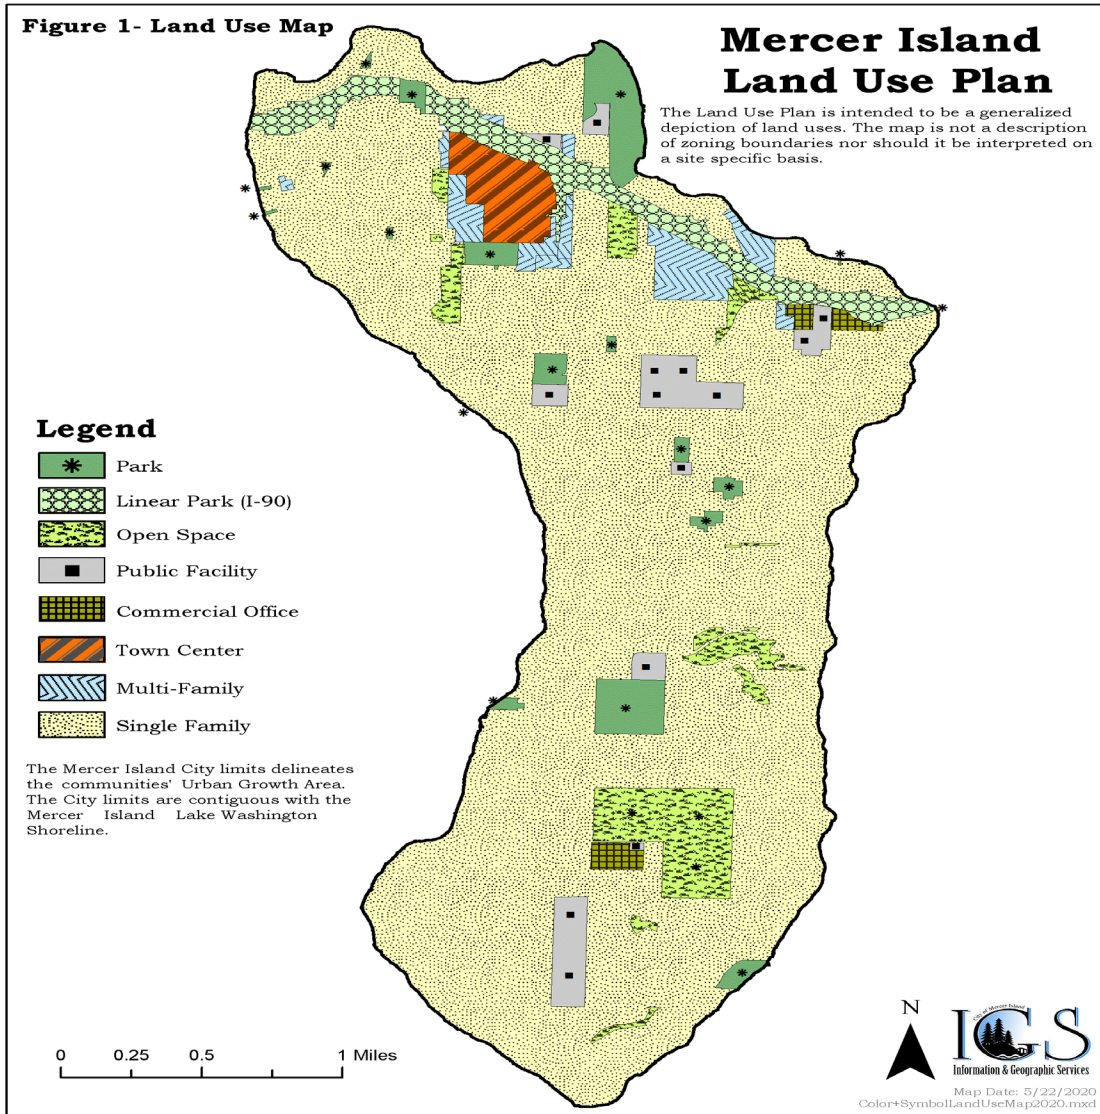 Figure 1- Land Use Map
Mercer Island
Land Use Plan
The Land Use Plan is intended to be a generalized
depiction of land uses. The map is not a description
of zoning boundaries nor should it be interpreted on
a site specific basis.
Legend
Park
Linear Park (I-90)
Open Space
Public Facility
Commercial Office
Town Center
Multi-Family
Single Family
The Mercer Island City limits delineates
the communities' Urban Growth Area.
The City limits are contiguous with the
Mercer Island Lake Washington
Shoreline.
0 0.25 0.5 1 Miles
N
City of Mercer Island
IGS
Information & Geographic Services
Map Date: 5/22/2020
Color+SymbolLandUseMap2020.mxd